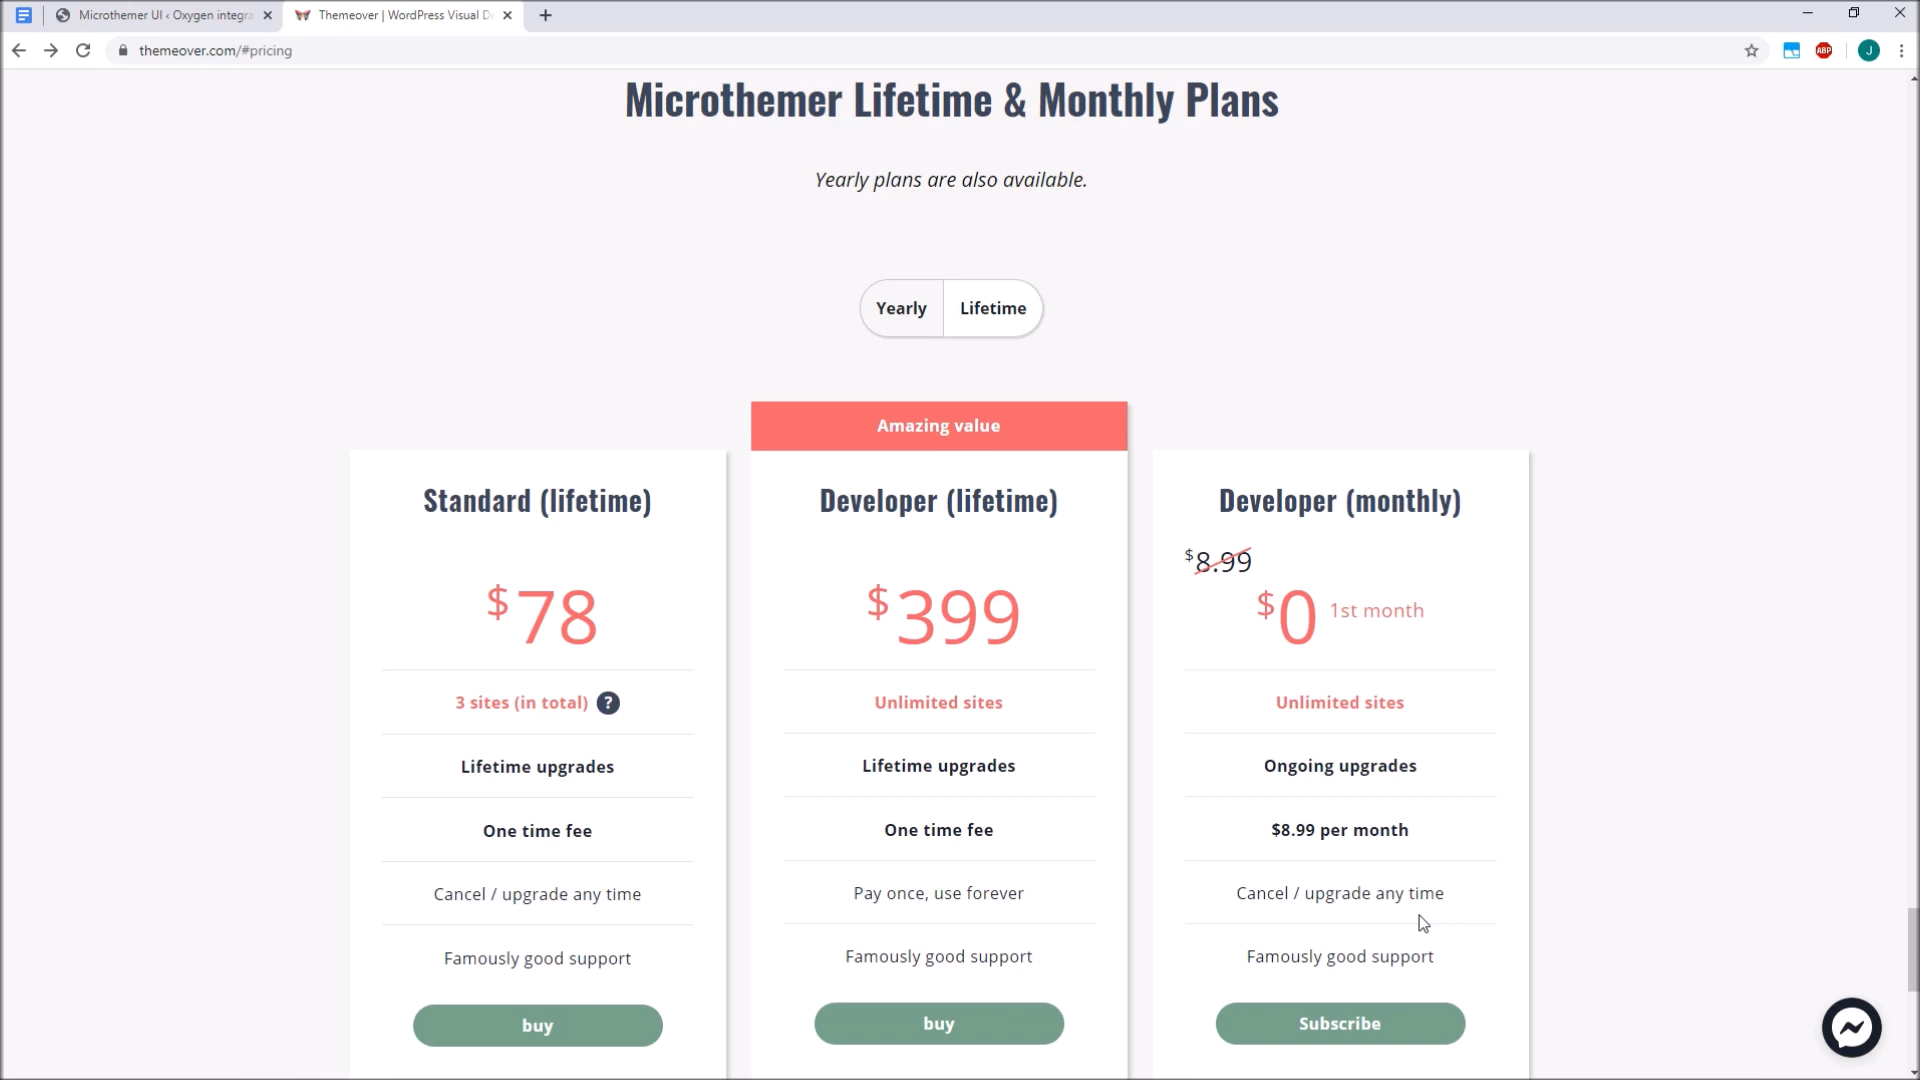 Microthemer UI ‹ Oxygen integra
Themeover | WordPress Visual D
themeover.com/#pricing
ABP
J
Microthemer Lifetime & Monthly Plans
Yearly plans are also available.
Yearly
Lifetime
Amazing value
Standard (lifetime)
$78
3 sites (in total) ?
Lifetime upgrades
One time fee
Cancel / upgrade any time
Famously good support
buy
Developer (lifetime)
$399
Unlimited sites
Lifetime upgrades
One time fee
Pay once, use forever
Famously good support
buy
Developer (monthly)
$8.99
$0 1st month
Unlimited sites
Ongoing upgrades
$8.99 per month
Cancel / upgrade any time
Famously good support
Subscribe